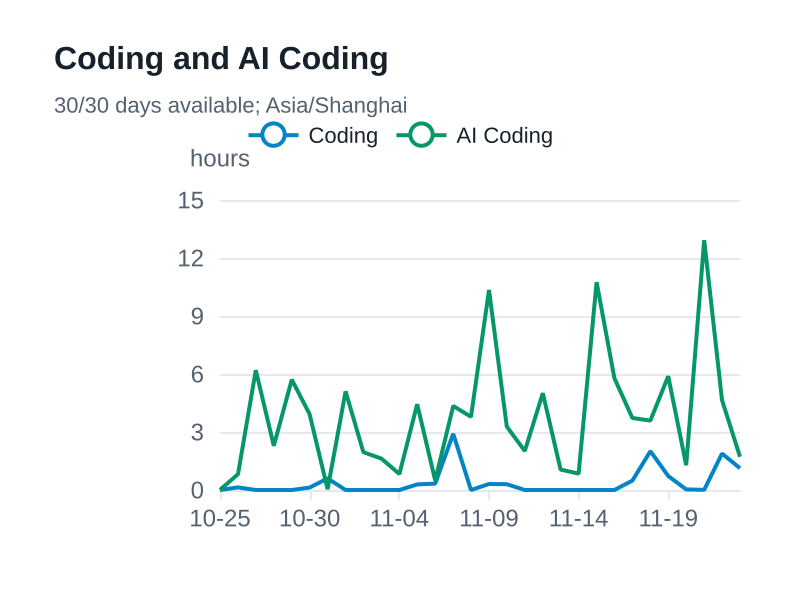 Coding and AI Coding
30/30 days available; Asia/Shanghai
Coding AI Coding
hours
15
12
9
6
3
0
10-25 10-30 11-04 11-09 11-14 11-19